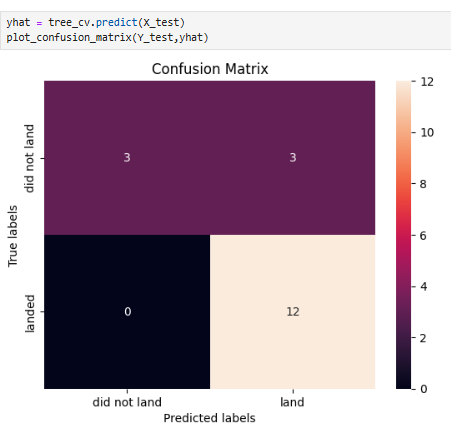 yhat = tree_cv.predict(X_test)
plot_confusion_matrix(Y_test,yhat)
Confusion Matrix
12
10
8
6
4
2
0
True labels
did not land
landed
3
3
0
12
did not land
land
Predicted labels